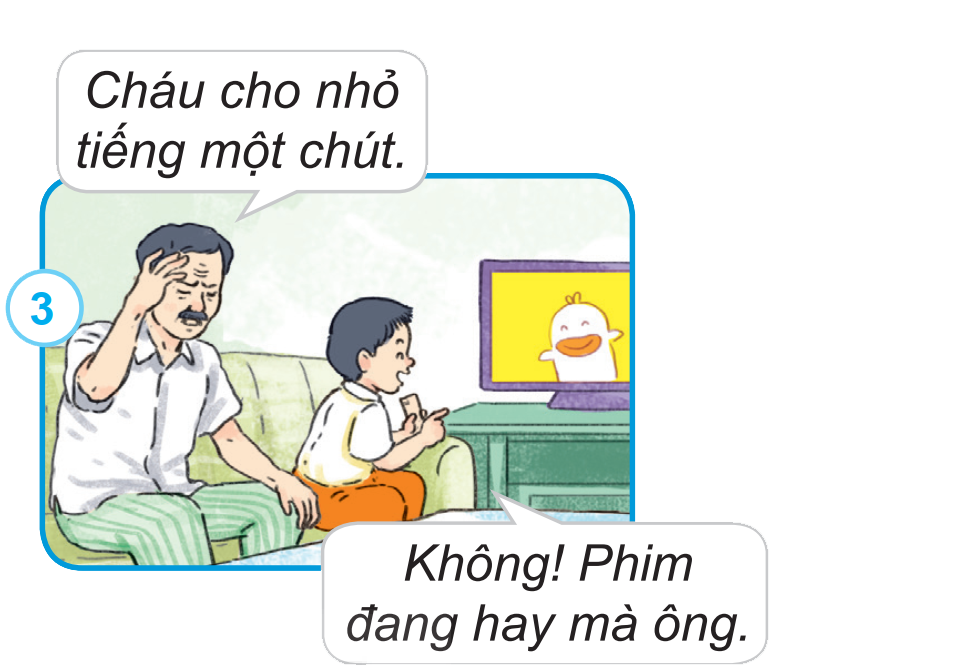 Cháu cho nhỏ
tiếng một chút.
3
Không! Phim
đang hay mà ông.